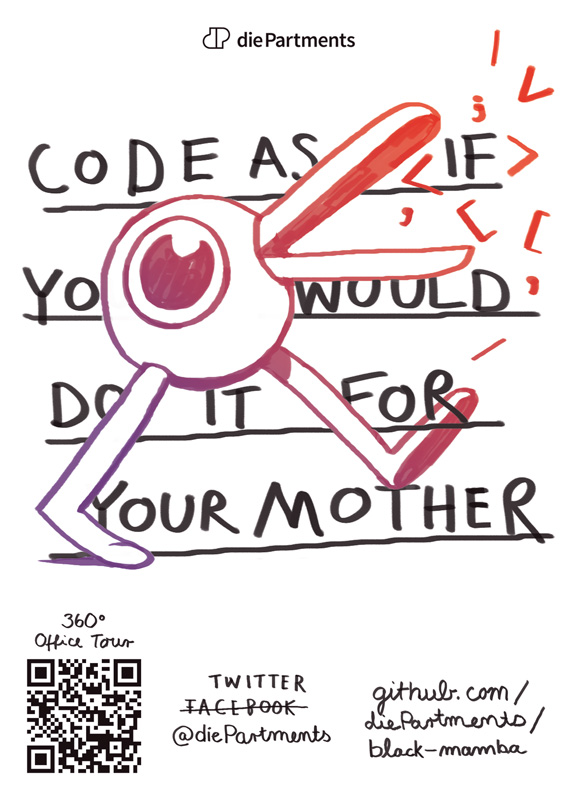 diePartments
CODE AS IF
YOU WOULD
DO IT FOR
YOUR MOTHER
360°
Office Tour
TWITTER
FACEBOOK
@diePartments
github.com/
diePartments/
black-mamba